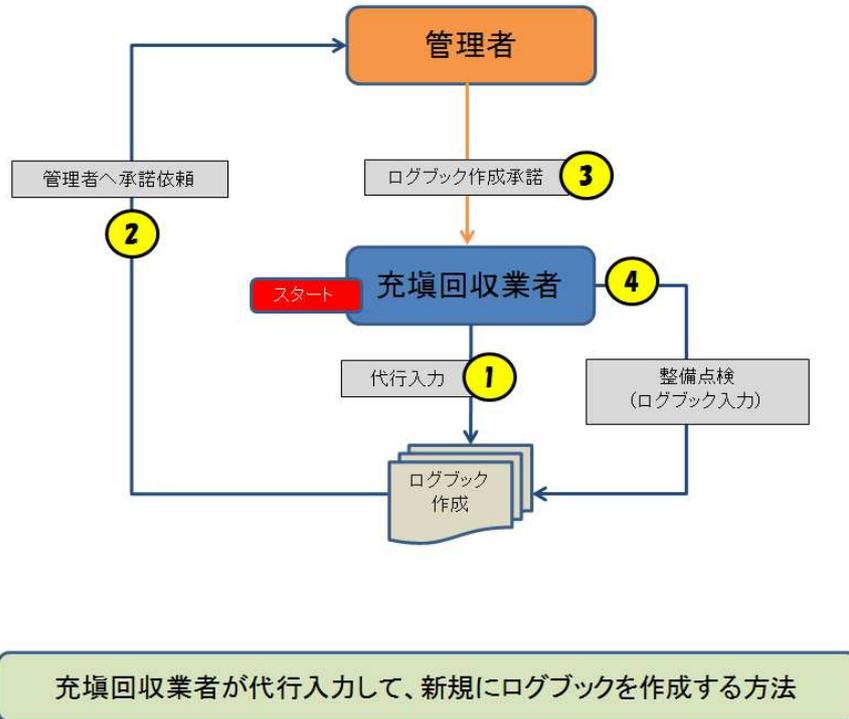 管理者
管理者へ承諾依頼
ログブック作成承諾
3
2
スタート
充塡回収業者
4
代行入力
1
整備点検
(ログブック入力)
ログブック
作成
充塡回収業者が代行入力して、新規にログブックを作成する方法